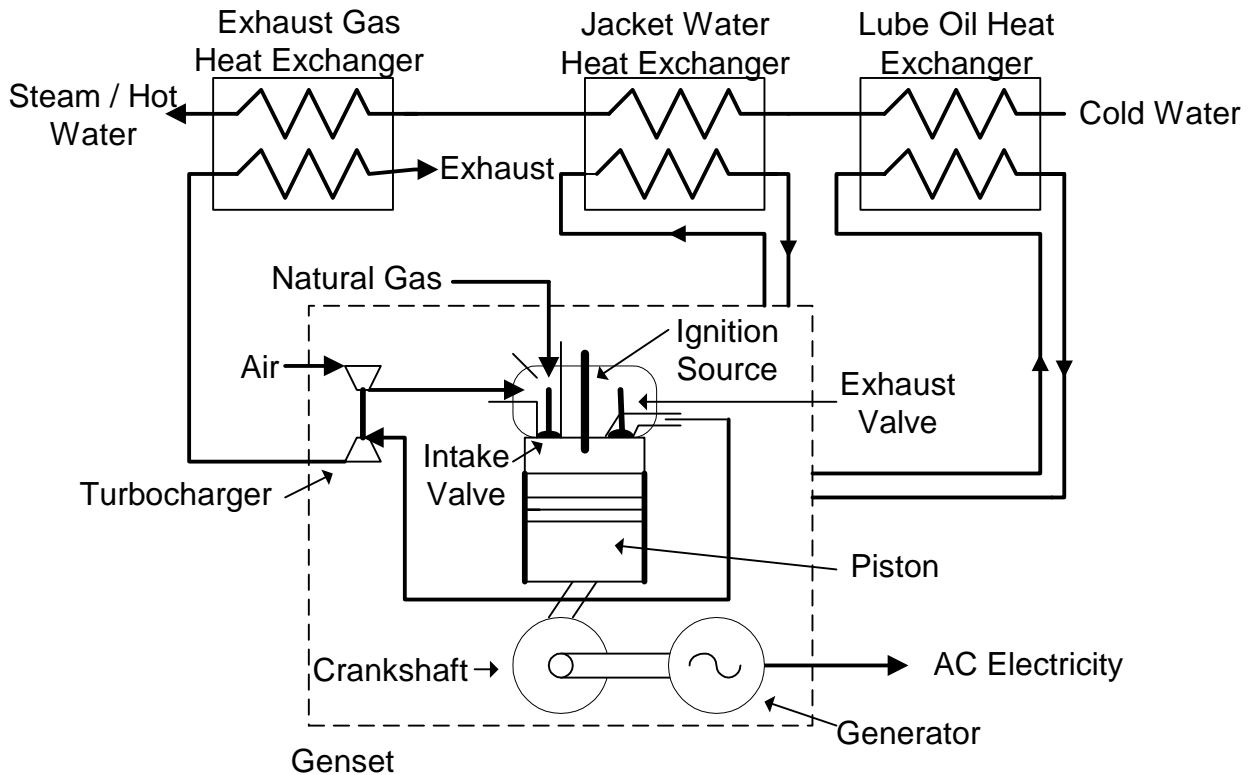 Exhaust Gas
Heat Exchanger
Jacket Water
Heat Exchanger
Lube Oil Heat
Exchanger
Steam / Hot
Water
Cold Water
Exhaust
Natural Gas
Ignition
Source
Air
Exhaust
Valve
Intake
Valve
Turbocharger
Piston
Crankshaft
AC Electricity
Generator
Genset